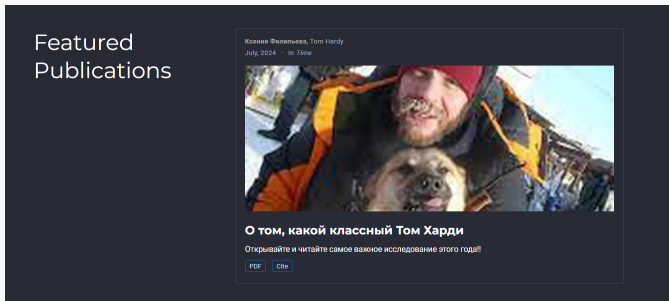 Featured
Publications
Ксения Филипьева, Tom Hardy
July, 2024 · In Time
О том, какой классный Том Харди
Открывайте и читайте самое важное исследование этого года!!
PDF Cite